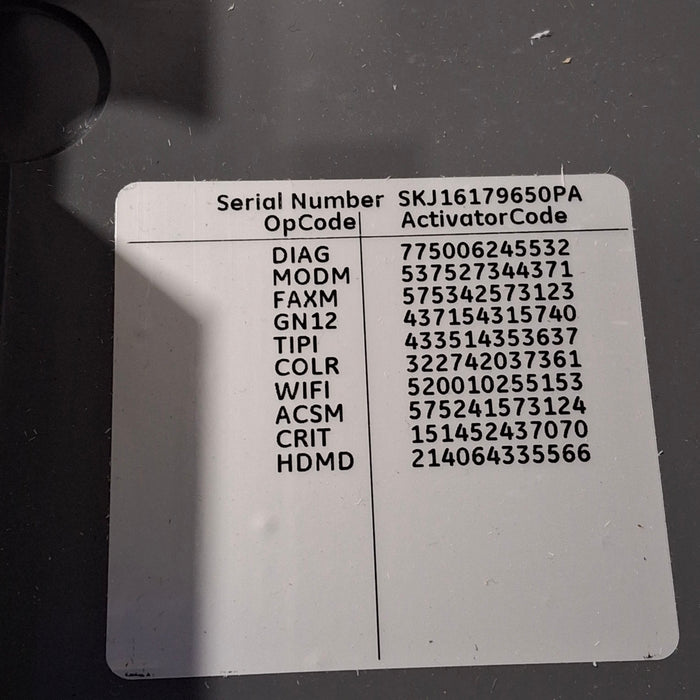 Serial Number SKJ16179650PA
OpCode ActivatorCode
DIAG 775006245532
MODM 537527344371
FAXM 575342573123
GN12 437154315740
TIPI 433514353637
COLR 322742037361
WIFI 520010255153
ACSM 575241573124
CRIT 151452437070
HDMD 214064335566